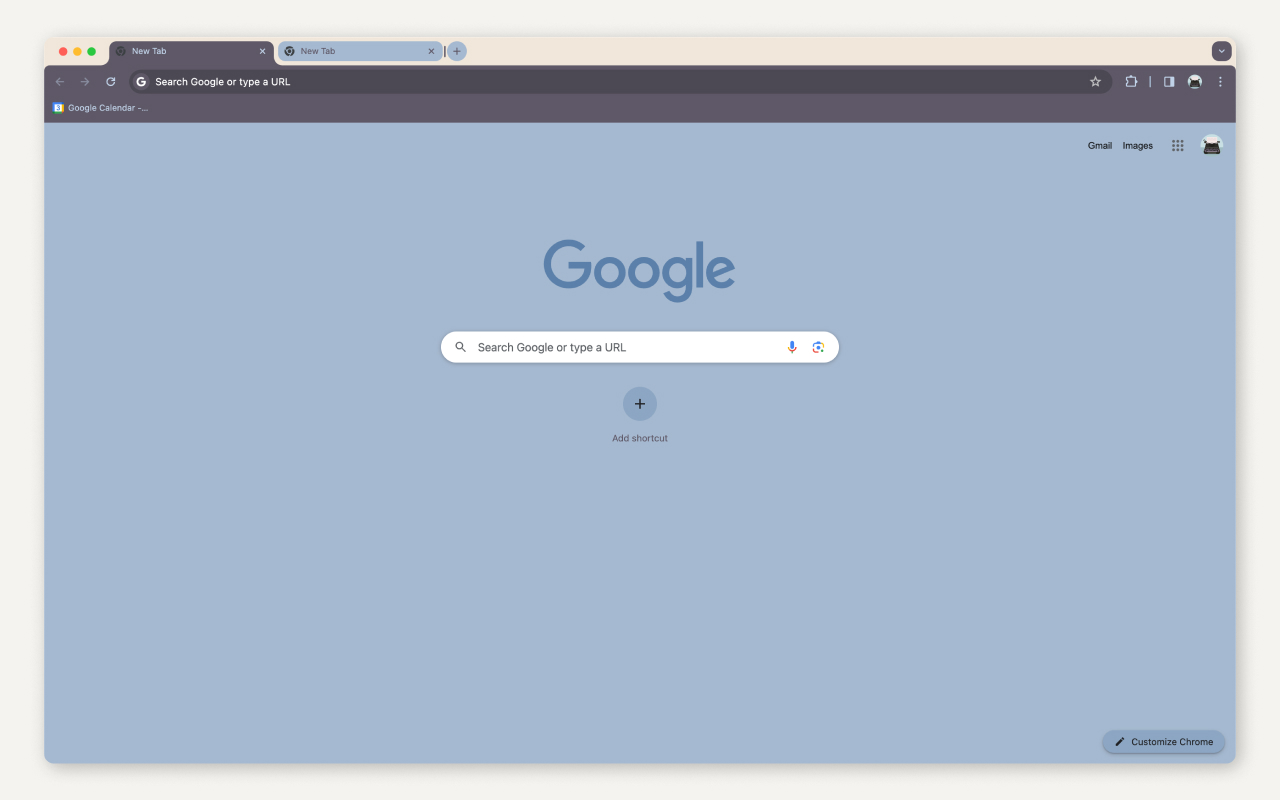 New Tab
New Tab
Search Google or type a URL
3 Google Calendar -...
Gmail Images
Google
Search Google or type a URL
Add shortcut
Customize Chrome